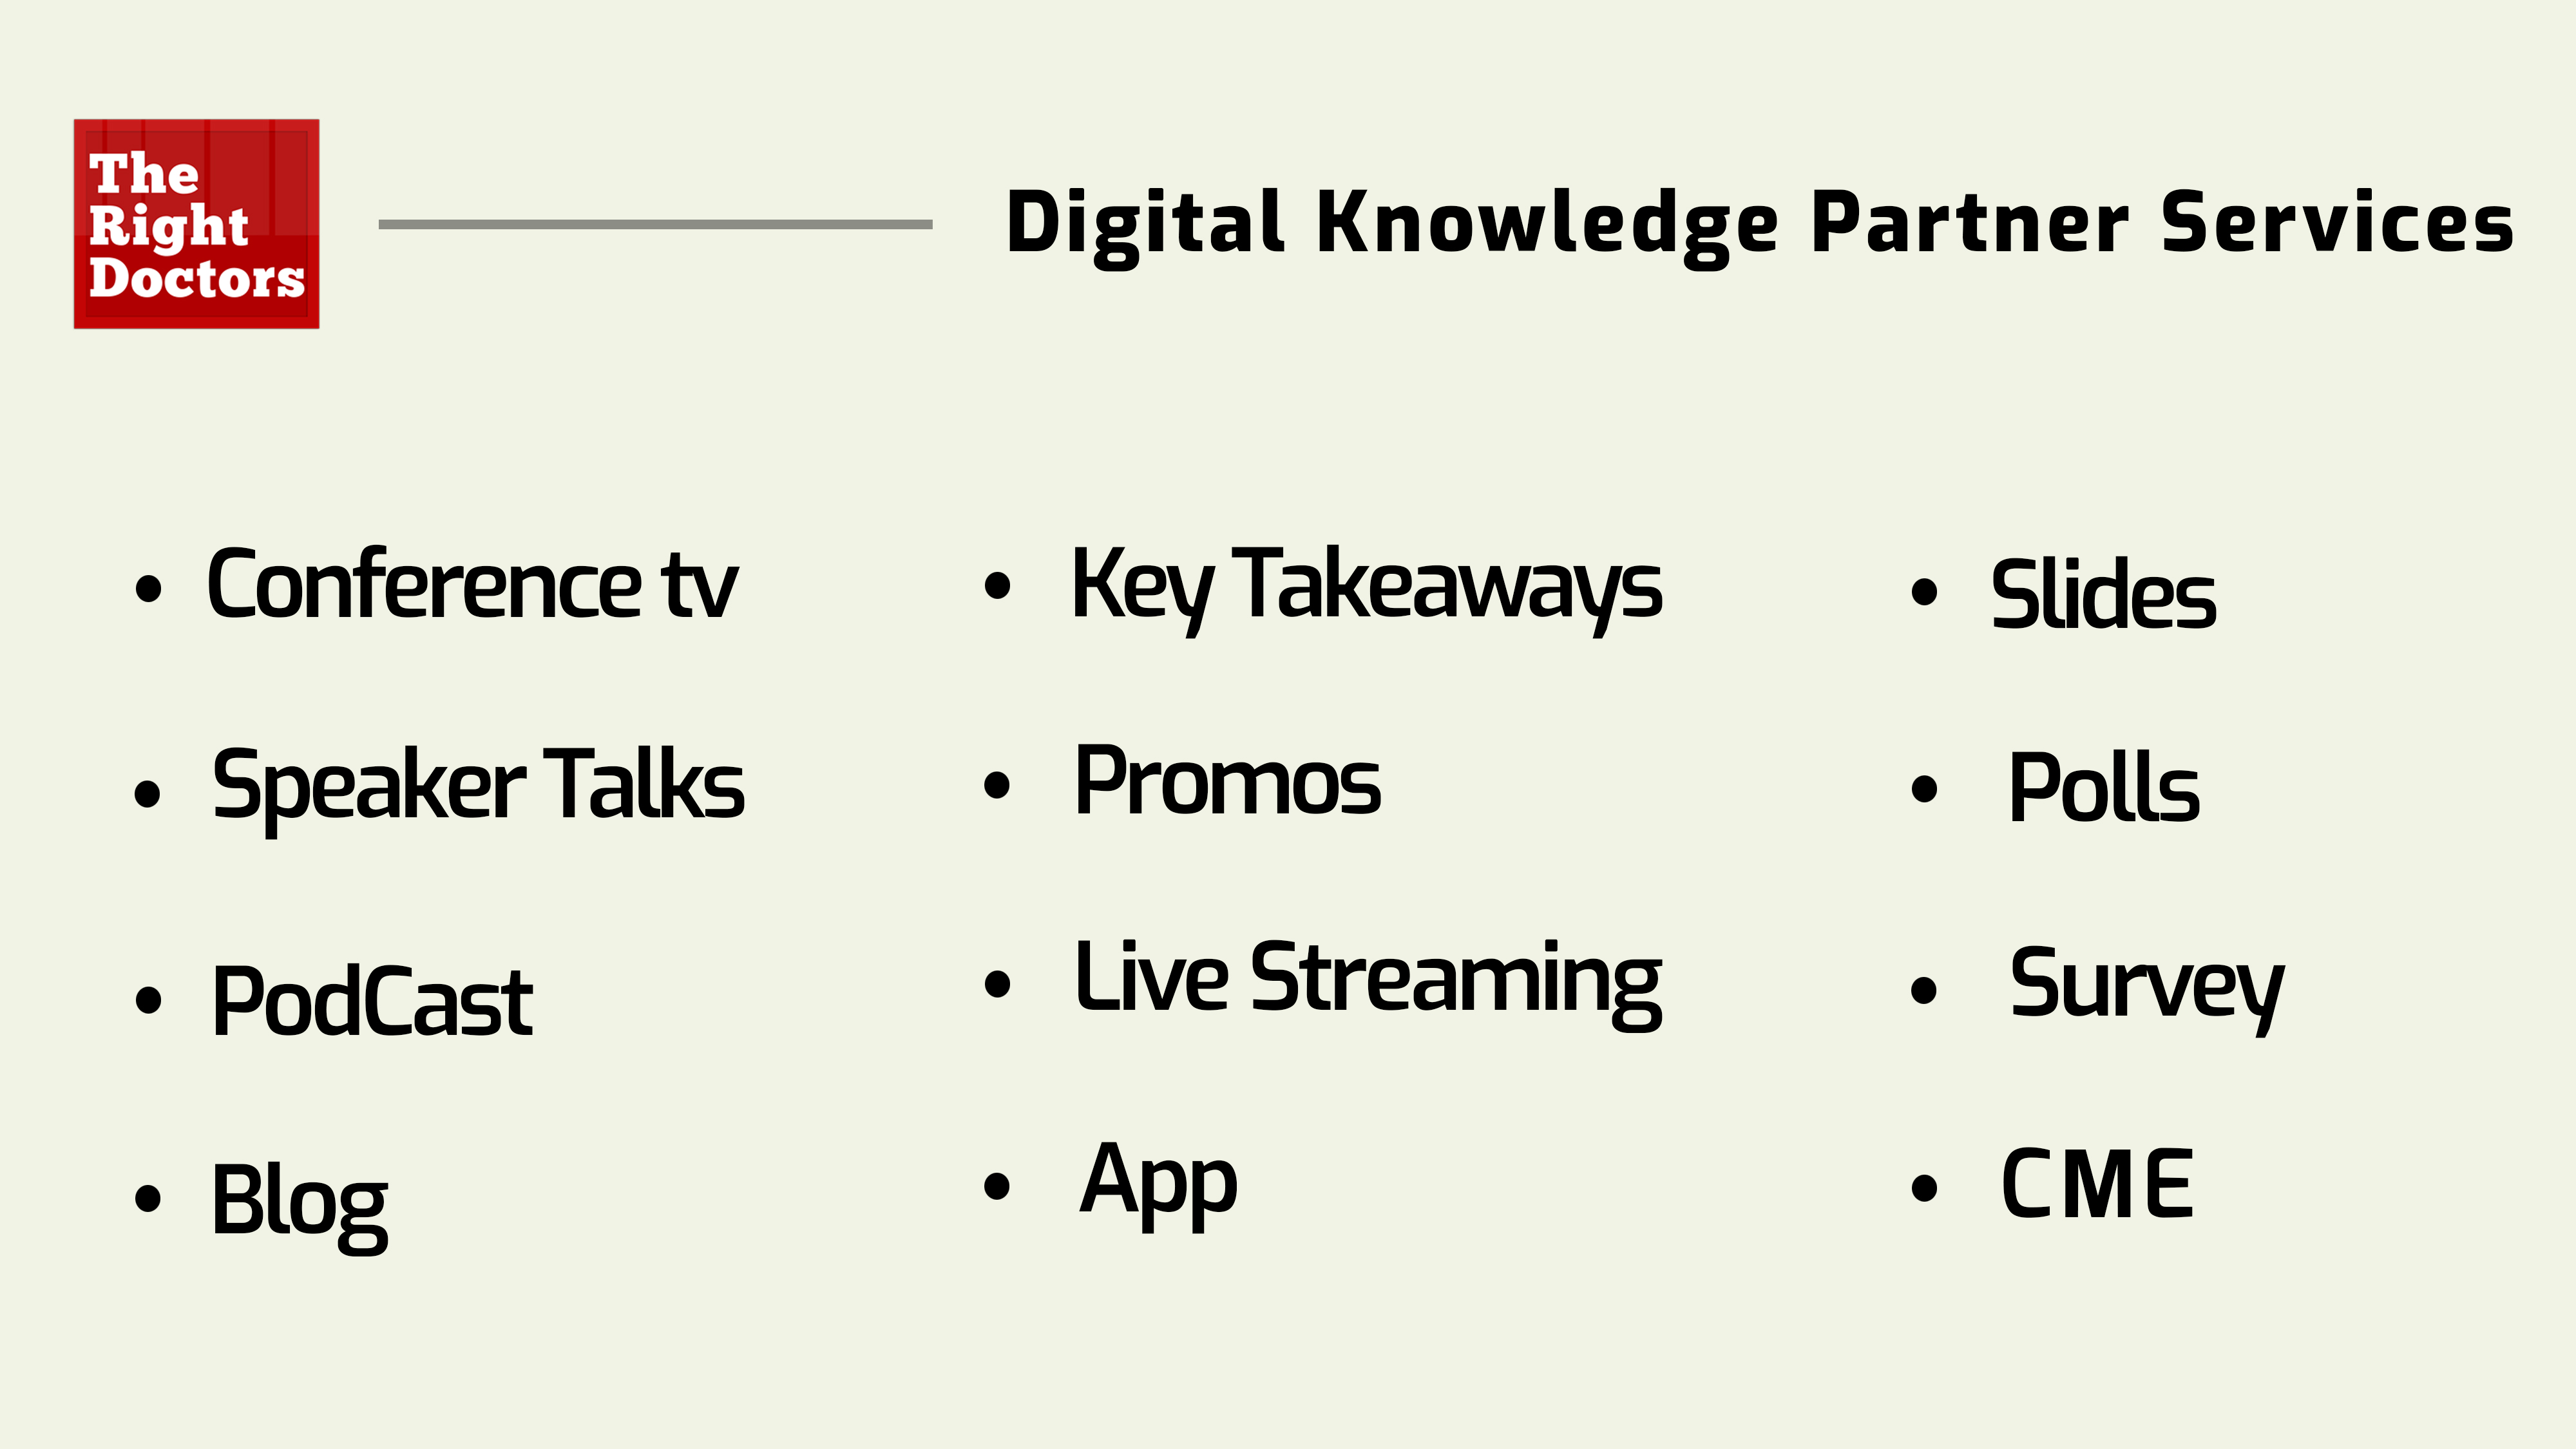 The
Right
Doctors
Digital Knowledge Partner Services
• Conference tv
• Speaker Talks
• PodCast
• Blog
• Key Takeaways
• Promos
• Live Streaming
• App
• Slides
• Polls
• Survey
• CME